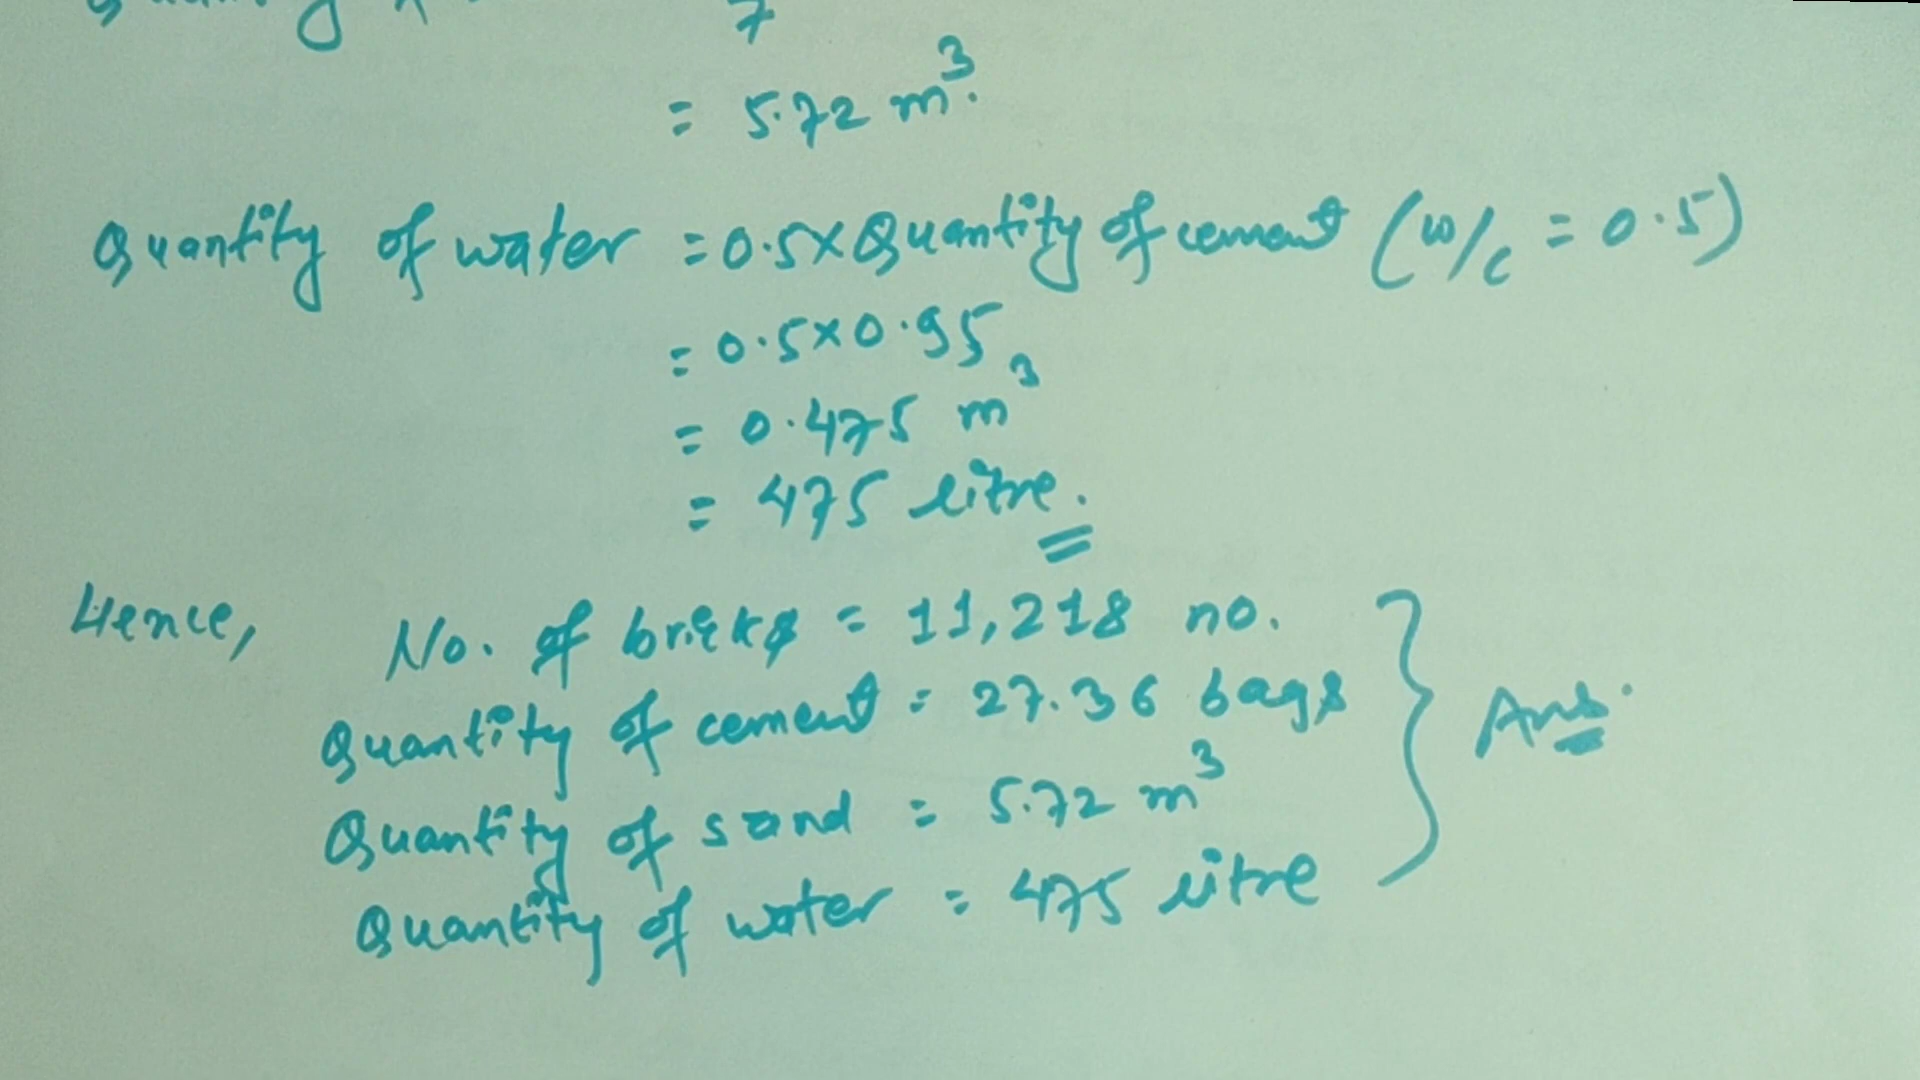 7
= 5.72 m³.
Quantity of water = 0.5×Quantity of cement (w/c = 0.5)
= 0.5×0.95
= 0.475 m³
= 475 litre.
Hence,
No. of bricks = 11,218 no.
Quantity of cement = 27.36 bags
Quantity of sand = 5.72 m³
Quantity of water = 475 litre
Ans.